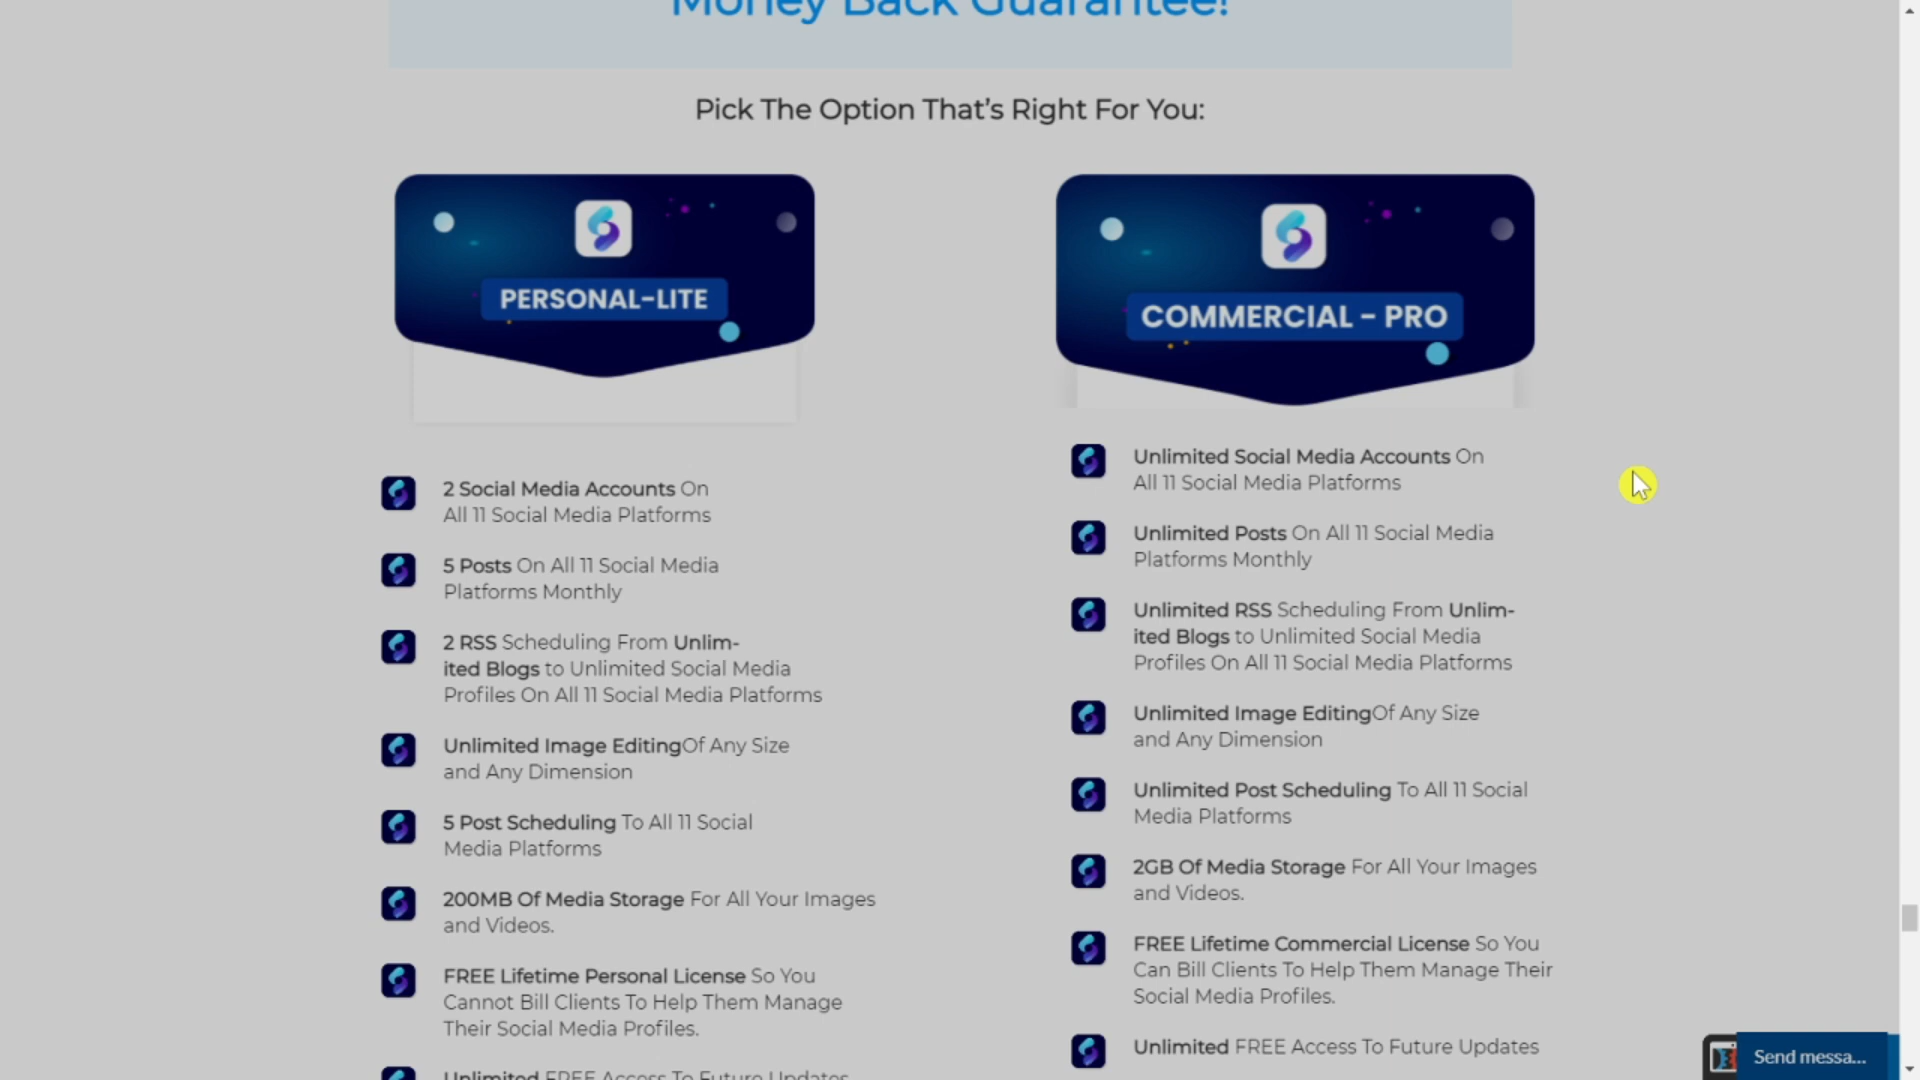 Money Back Guarantee!
Pick The Option That's Right For You:
PERSONAL-LITE
2 Social Media Accounts On
All 11 Social Media Platforms
5 Posts On All 11 Social Media
Platforms Monthly
2 RSS Scheduling From Unlim-
ited Blogs to Unlimited Social Media
Profiles On All 11 Social Media Platforms
Unlimited Image EditingOf Any Size
and Any Dimension
5 Post Scheduling To All 11 Social
Media Platforms
200MB Of Media Storage For All Your Images
and Videos.
FREE Lifetime Personal License So You
Cannot Bill Clients To Help Them Manage
Their Social Media Profiles.
Unlimited FREE Access To Future Updates
COMMERCIAL - PRO
Unlimited Social Media Accounts On
All 11 Social Media Platforms
Unlimited Posts On All 11 Social Media
Platforms Monthly
Unlimited RSS Scheduling From Unlim-
ited Blogs to Unlimited Social Media
Profiles On All 11 Social Media Platforms
Unlimited Image EditingOf Any Size
and Any Dimension
Unlimited Post Scheduling To All 11 Social
Media Platforms
2GB Of Media Storage For All Your Images
and Videos.
FREE Lifetime Commercial License So You
Can Bill Clients To Help Them Manage Their
Social Media Profiles.
Unlimited FREE Access To Future Updates
Send messa...